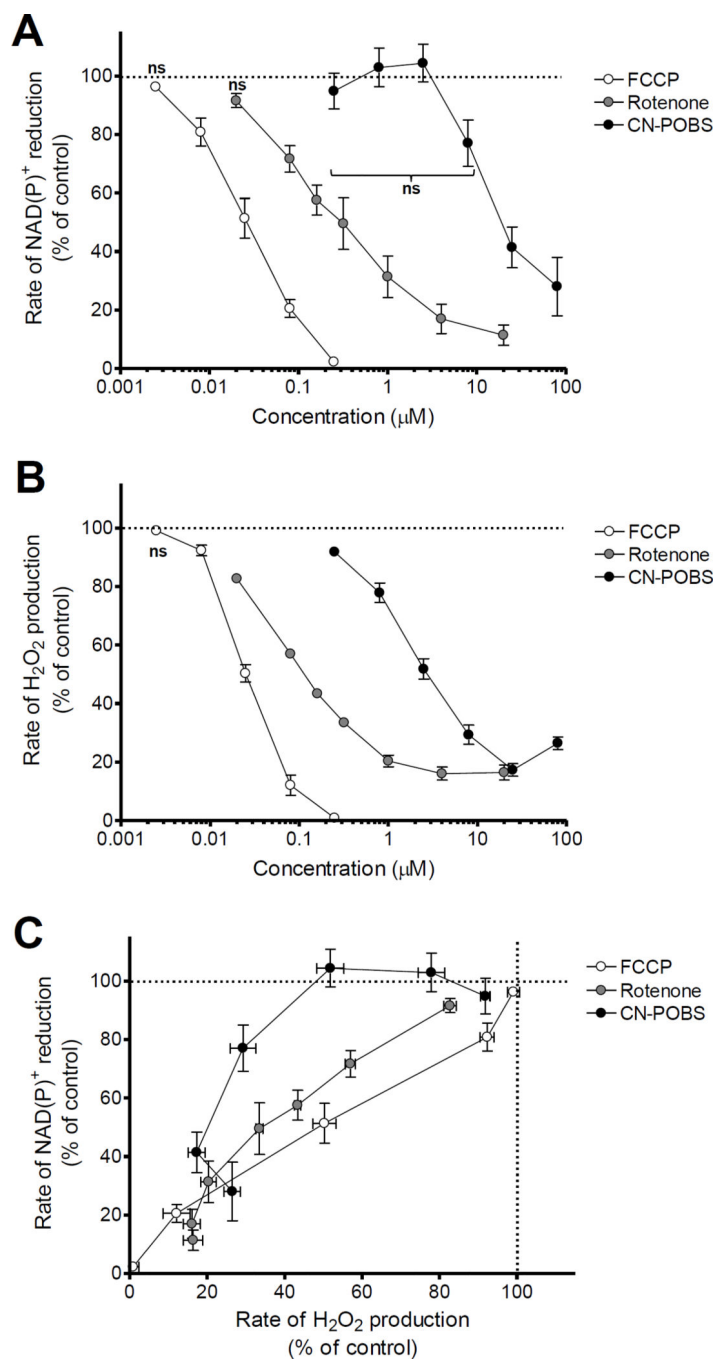 A
ns
ns
ns
100
80
60
40
20
0
0.001
0.01
0.1
1
10
100
Rate of NAD(P)⁺ reduction
(% of control)
Concentration (μM)
FCCP
Rotenone
CN-POBS
B
ns
100
80
60
40
20
0
0.001
0.01
0.1
1
10
100
Rate of H₂O₂ production
(% of control)
Concentration (μM)
FCCP
Rotenone
CN-POBS
C
100
80
60
40
20
0
0
20
40
60
80
100
Rate of NAD(P)⁺ reduction
(% of control)
Rate of H₂O₂ production
(% of control)
FCCP
Rotenone
CN-POBS